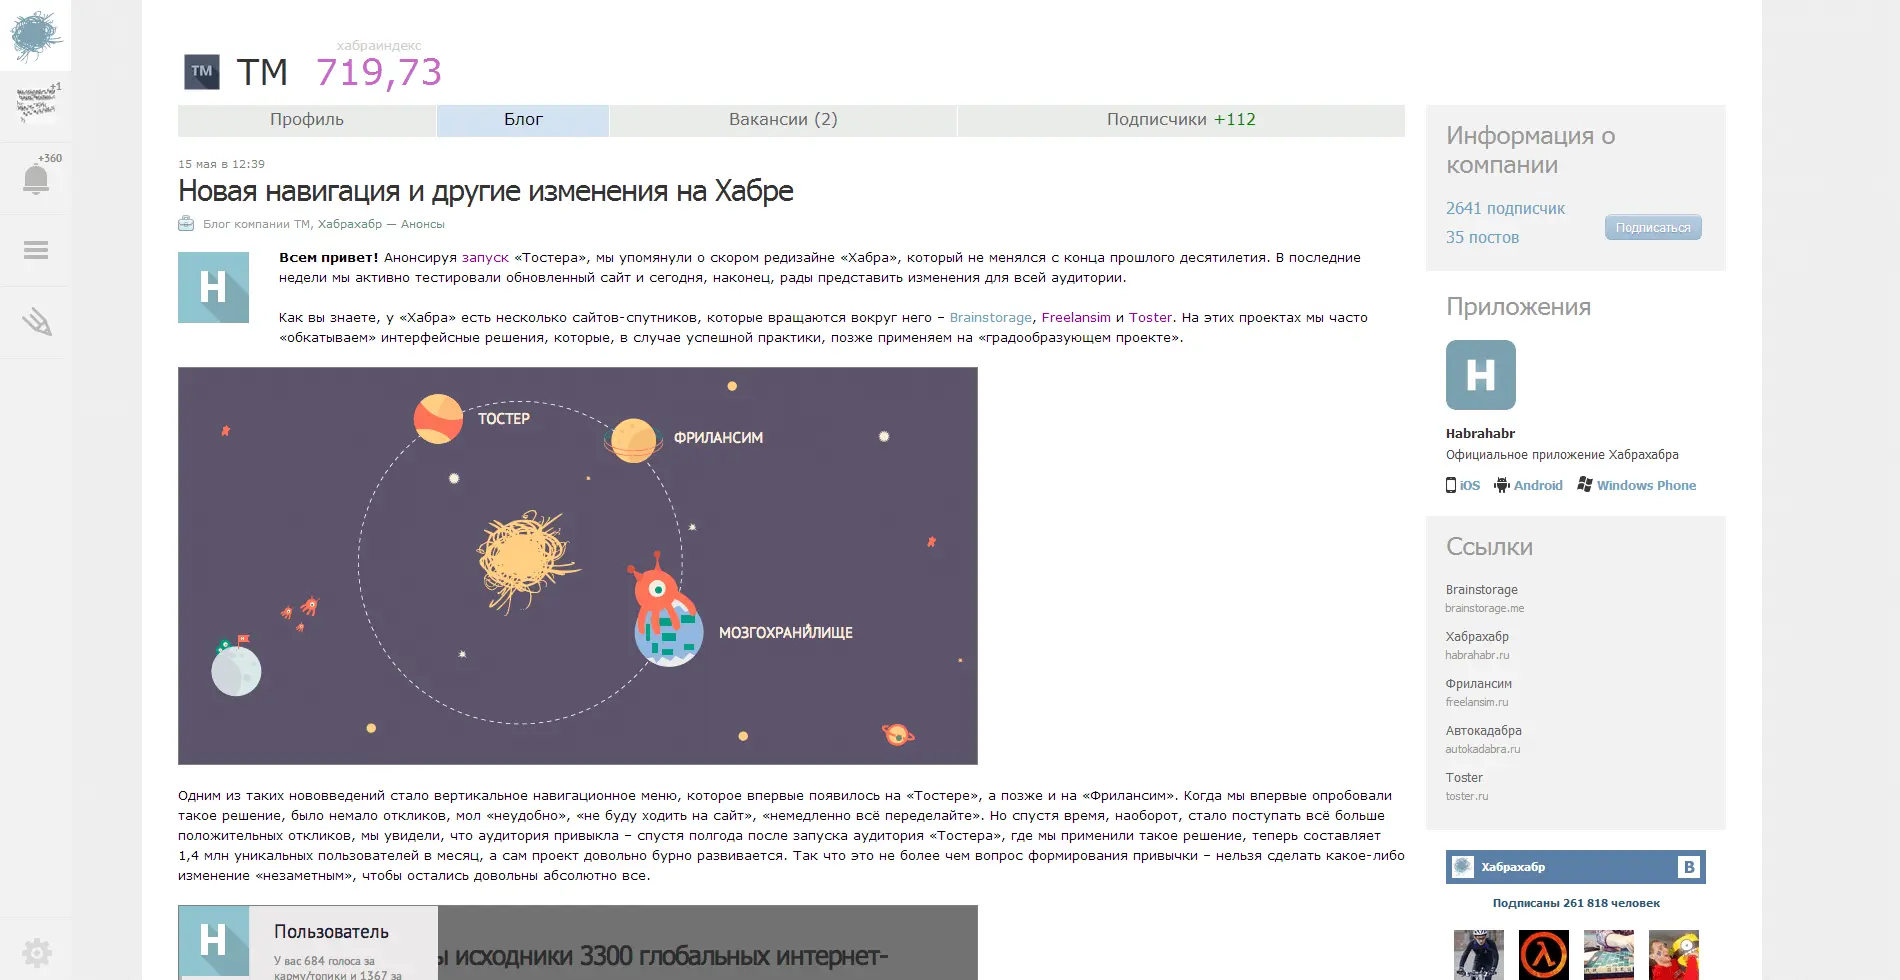 +1
+360
хабраиндекс
TM
ТМ 719,73
Профиль
Блог
Вакансии (2)
Подписчики +112
15 мая в 12:39
Новая навигация и другие изменения на Хабре
Блог компании ТМ, Хабрахабр — Анонсы
H
Всем привет! Анонсируя запуск «Тостера», мы упомянули о скором редизайне «Хабра», который не менялся с конца прошлого десятилетия. В последние
недели мы активно тестировали обновленный сайт и сегодня, наконец, рады представить изменения для всей аудитории.
Как вы знаете, у «Хабра» есть несколько сайтов-спутников, которые вращаются вокруг него – Brainstorage, Freelansim и Toster. На этих проектах мы часто
«обкатываем» интерфейсные решения, которые, в случае успешной практики, позже применяем на «градообразующем проекте».
ТОСТЕР
ФРИЛАНСИМ
МОЗГОХРАНИЛИЩЕ
Одним из таких нововведений стало вертикальное навигационное меню, которое впервые появилось на «Тостере», а позже и на «Фрилансим». Когда мы впервые опробовали
такое решение, было немало откликов, мол «неудобно», «не буду ходить на сайт», «немедленно всё переделайте». Но спустя время, наоборот, стало поступать всё больше
положительных откликов, мы увидели, что аудитория привыкла – спустя полгода после запуска аудитория «Тостера», где мы применили такое решение, теперь составляет
1,4 млн уникальных пользователей в месяц, а сам проект довольно бурно развивается. Так что это не более чем вопрос формирования привычки – нельзя сделать какое-либо
изменение «незаметным», чтобы остались довольны абсолютно все.
H
Пользователь
У вас 684 голоса за
карму/топики и 1367 за
ы исходники 3300 глобальных интернет-
Информация о
компании
2641 подписчик
35 постов
Подписаться
Приложения
H
Habrahabr
Официальное приложение Хабрахабра
iOS Android Windows Phone
Ссылки
Brainstorage
brainstorage.me
Хабрахабр
habrahabr.ru
Фрилансим
freelansim.ru
Автокадабра
autokadabra.ru
Toster
toster.ru
Хабрахабр
B
Подписаны 261 818 человек